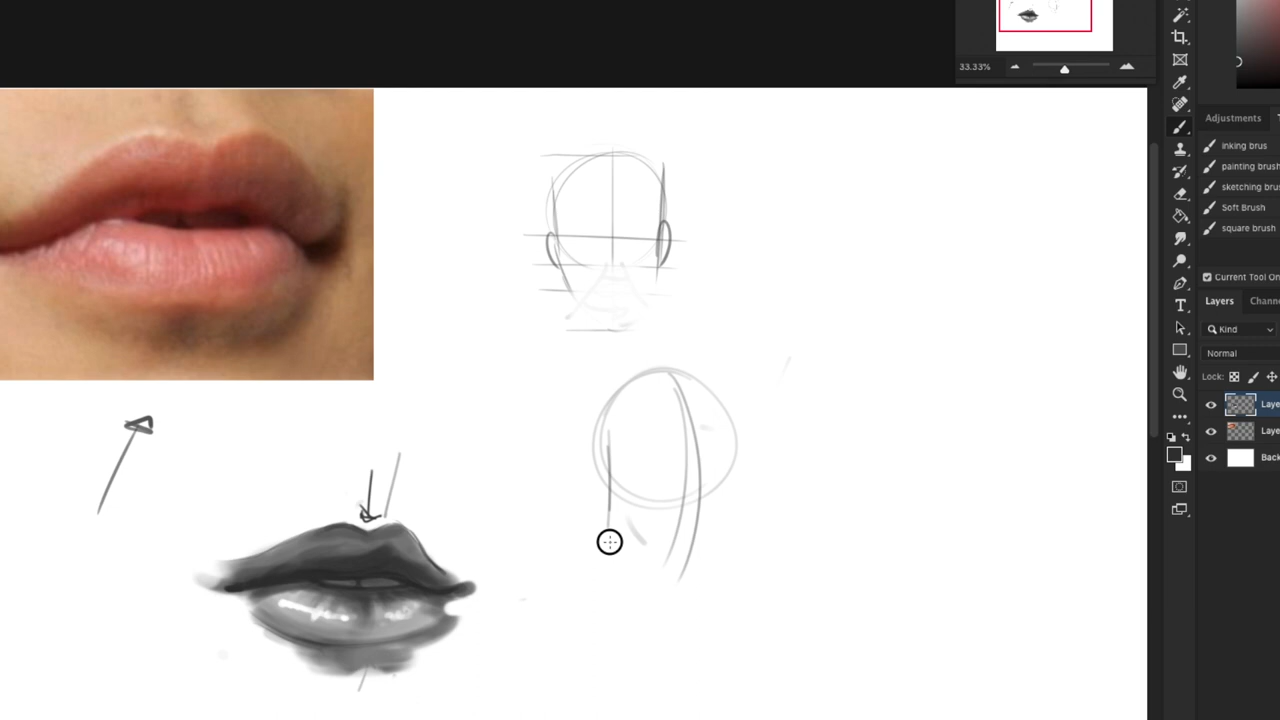 33.33%
Adjustments
inking brus
painting brush
sketching brus
Soft Brush
square brush
Current Tool On
Layers Chann
Kind
Normal
Lock:
Laye
Laye
Back